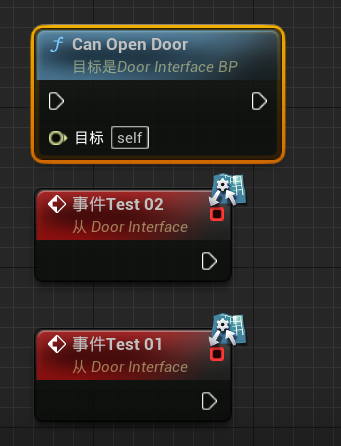 Can Open Door
目标是Door Interface BP
目标 self
事件Test 02
从 Door Interface
事件Test 01
从 Door Interface